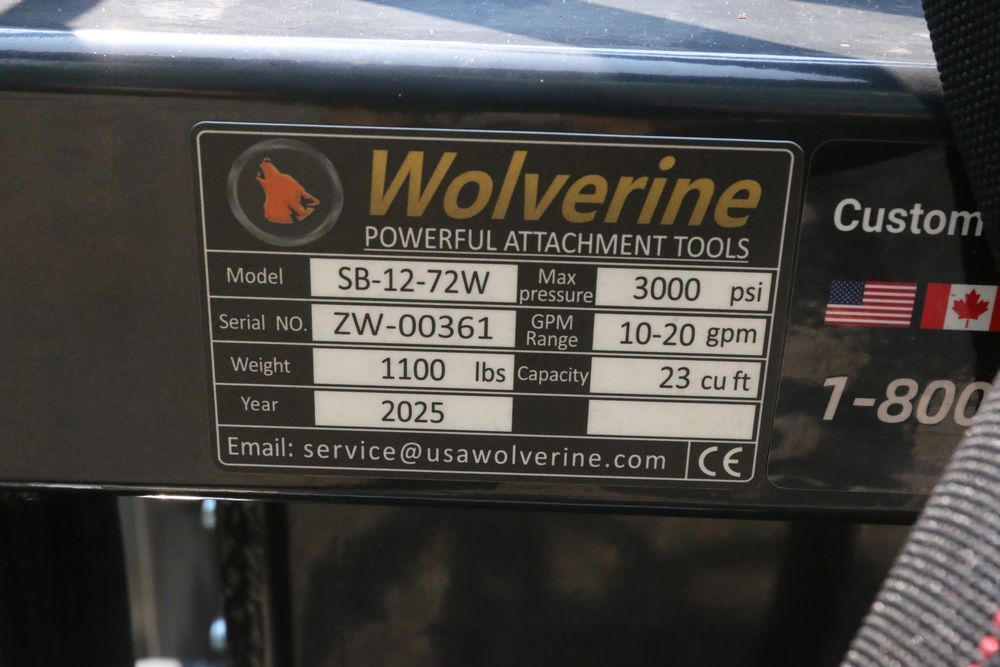 Wolverine
POWERFUL ATTACHMENT TOOLS
Model SB-12-72W Max pressure 3000 psi
Serial NO. ZW-00361 GPM Range 10-20 gpm
Weight 1100 lbs Capacity 23 cu ft
Year 2025
Email: service@usawolverine.com CE
Custom
1-800